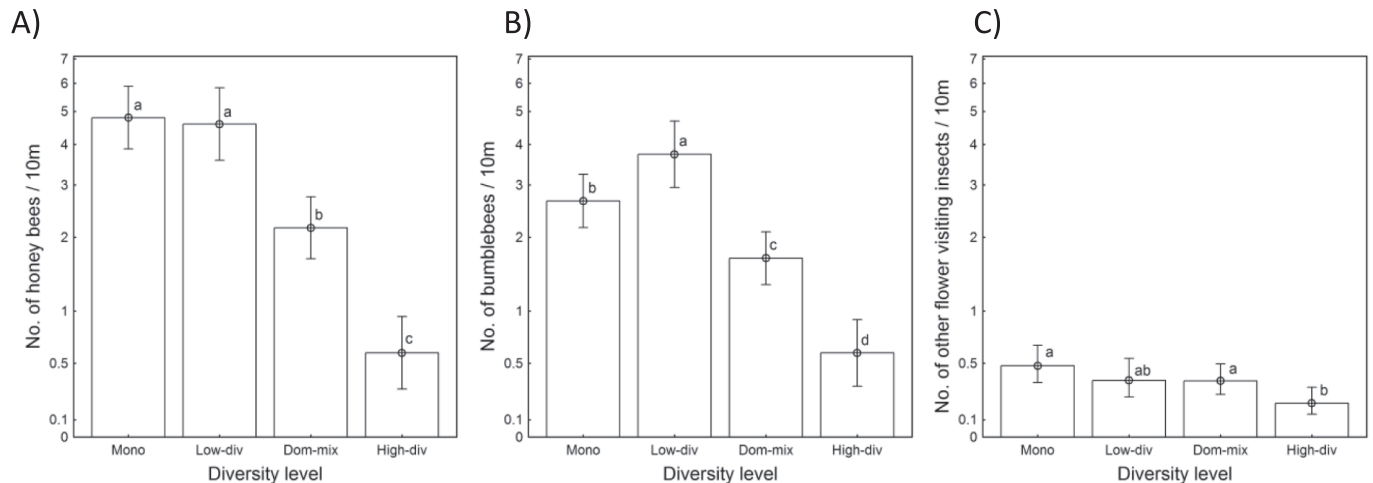 A)
No. of honey bees / 10m
7
6
5
4
3
2
1
0.5
0.1
0
a
a
b
c
Mono Low-div Dom-mix High-div
Diversity level
B)
No. of bumblebees / 10m
7
6
5
4
3
2
1
0.5
0.1
0
b
a
c
d
Mono Low-div Dom-mix High-div
Diversity level
C)
No. of other flower visiting insects / 10m
7
6
5
4
3
2
1
0.5
0.1
0
a
ab
a
b
Mono Low-div Dom-mix High-div
Diversity level